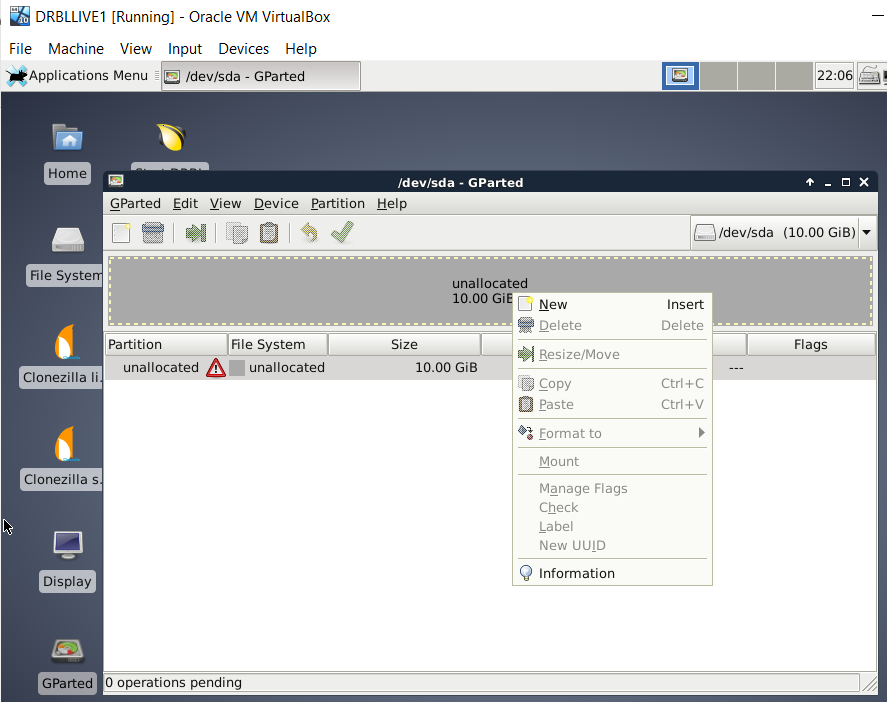 DRBLLIVE1 [Running] - Oracle VM VirtualBox
File Machine View Input Devices Help
Applications Menu /dev/sda - GParted 22:06
Home
File System
Clonezilla li.
Clonezilla s.
Display
GParted
/dev/sda - GParted
GParted Edit View Device Partition Help
/dev/sda (10.00 GiB)
unallocated
10.00 GiB
Partition File System Size Flags
unallocated unallocated 10.00 GiB ---
New Insert
Delete Delete
Resize/Move
Copy Ctrl+C
Paste Ctrl+V
Format to
Mount
Manage Flags
Check
Label
New UUID
Information
0 operations pending